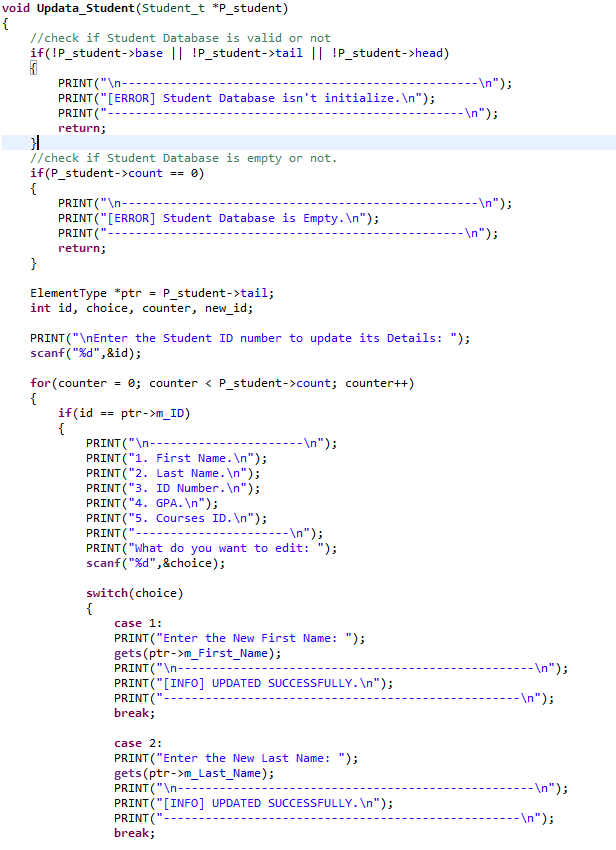 void Updata_Student(Student_t *P_student)
{
    //check if Student Database is valid or not
    if(!P_student->base || !P_student->tail || !P_student->head)
    {
        PRINT("\n---------------------------------------------------\n");
        PRINT("[ERROR] Student Database isn't initialize.\n");
        PRINT("---------------------------------------------------\n");
        return;
    }
    //check if Student Database is empty or not.
    if(P_student->count == 0)
    {
        PRINT("\n---------------------------------------------------\n");
        PRINT("[ERROR] Student Database is Empty.\n");
        PRINT("---------------------------------------------------\n");
        return;
    }

    ElementType *ptr = P_student->tail;
    int id, choice, counter, new_id;

    PRINT("\nEnter the Student ID number to update its Details: ");
    scanf("%d",&id);

    for(counter = 0; counter < P_student->count; counter++)
    {
        if(id == ptr->m_ID)
        {
            PRINT("\n----------------------\n");
            PRINT("1. First Name.\n");
            PRINT("2. Last Name.\n");
            PRINT("3. ID Number.\n");
            PRINT("4. GPA.\n");
            PRINT("5. Courses ID.\n");
            PRINT("----------------------\n");
            PRINT("What do you want to edit: ");
            scanf("%d",&choice);

            switch(choice)
            {
                case 1:
                PRINT("Enter the New First Name: ");
                gets(ptr->m_First_Name);
                PRINT("\n---------------------------------------------------\n");
                PRINT("[INFO] UPDATED SUCCESSFULLY.\n");
                PRINT("---------------------------------------------------\n");
                break;

                case 2:
                PRINT("Enter the New Last Name: ");
                gets(ptr->m_Last_Name);
                PRINT("\n---------------------------------------------------\n");
                PRINT("[INFO] UPDATED SUCCESSFULLY.\n");
                PRINT("---------------------------------------------------\n");
                break;